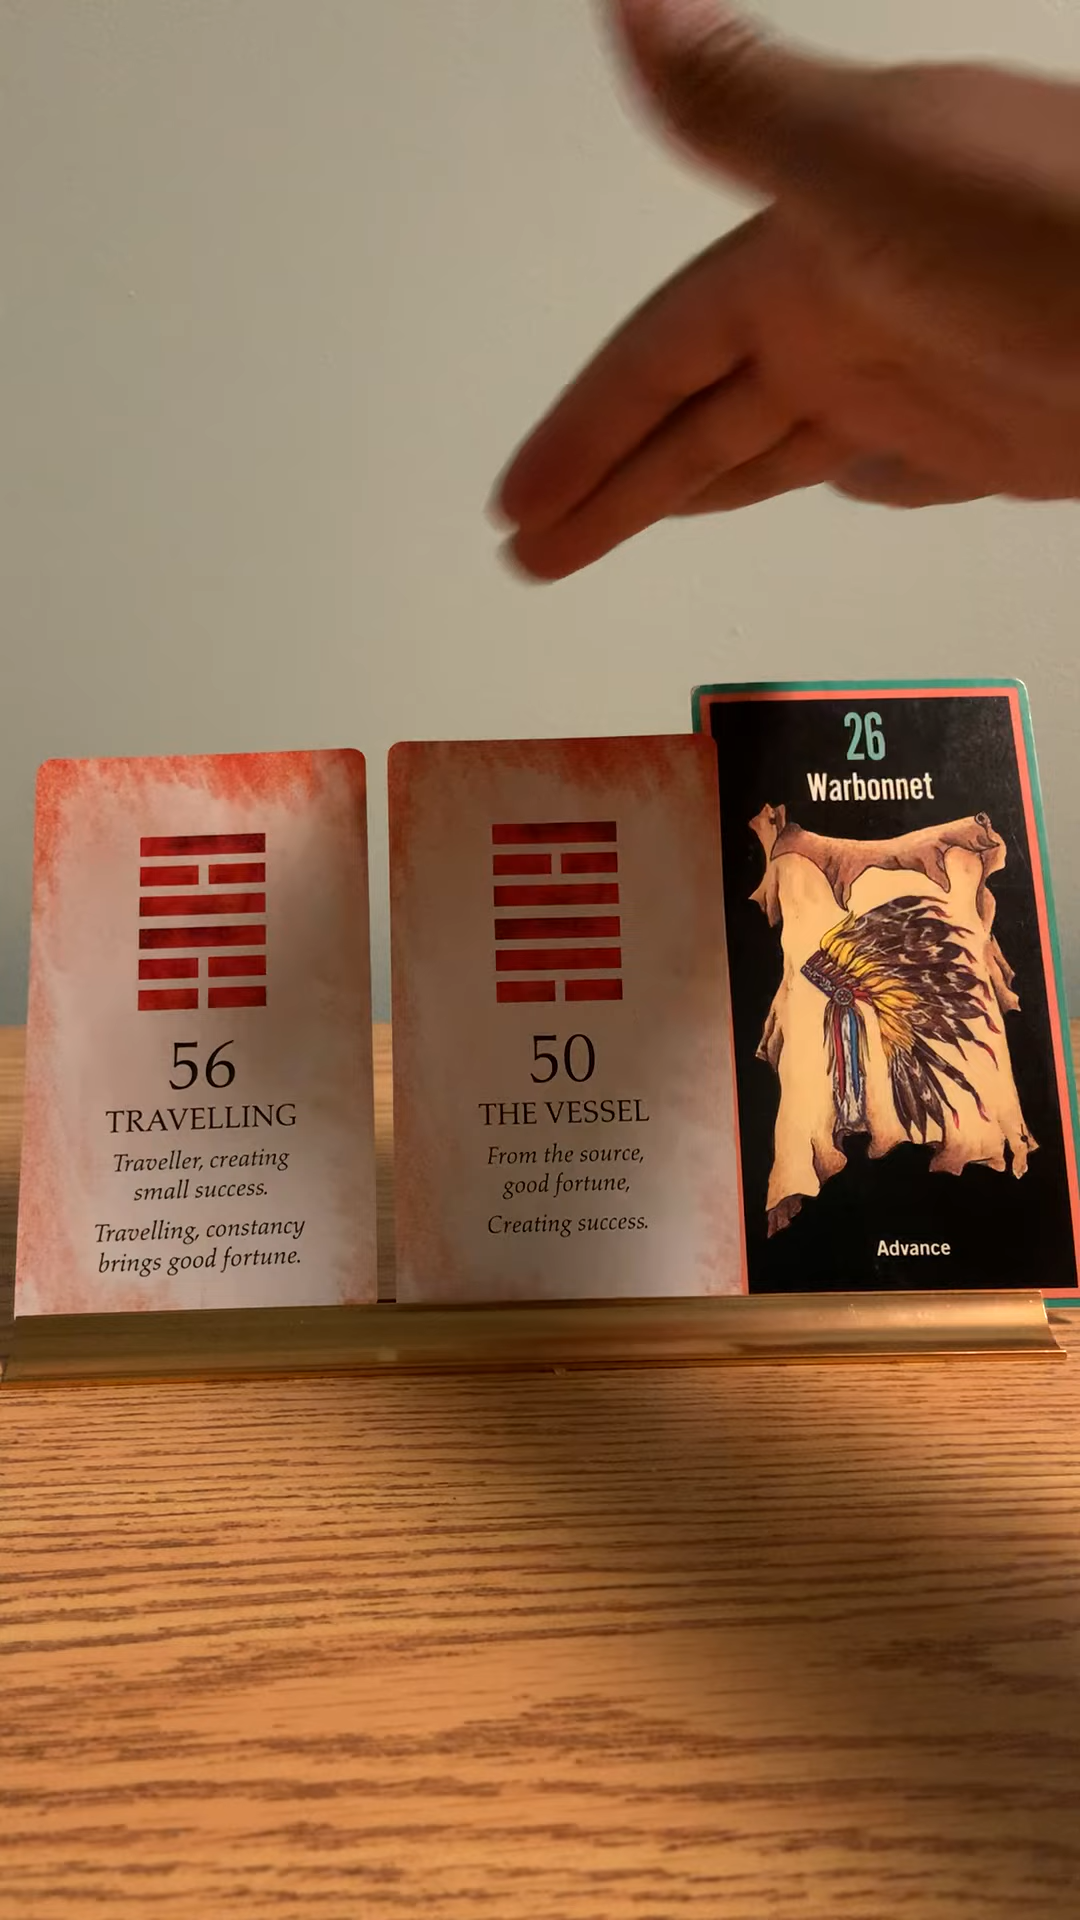 56
TRAVELLING
Traveller, creating
small success.
Travelling, constancy
brings good fortune.
50
THE VESSEL
From the source,
good fortune,
Creating success.
26
Warbonnet
Advance